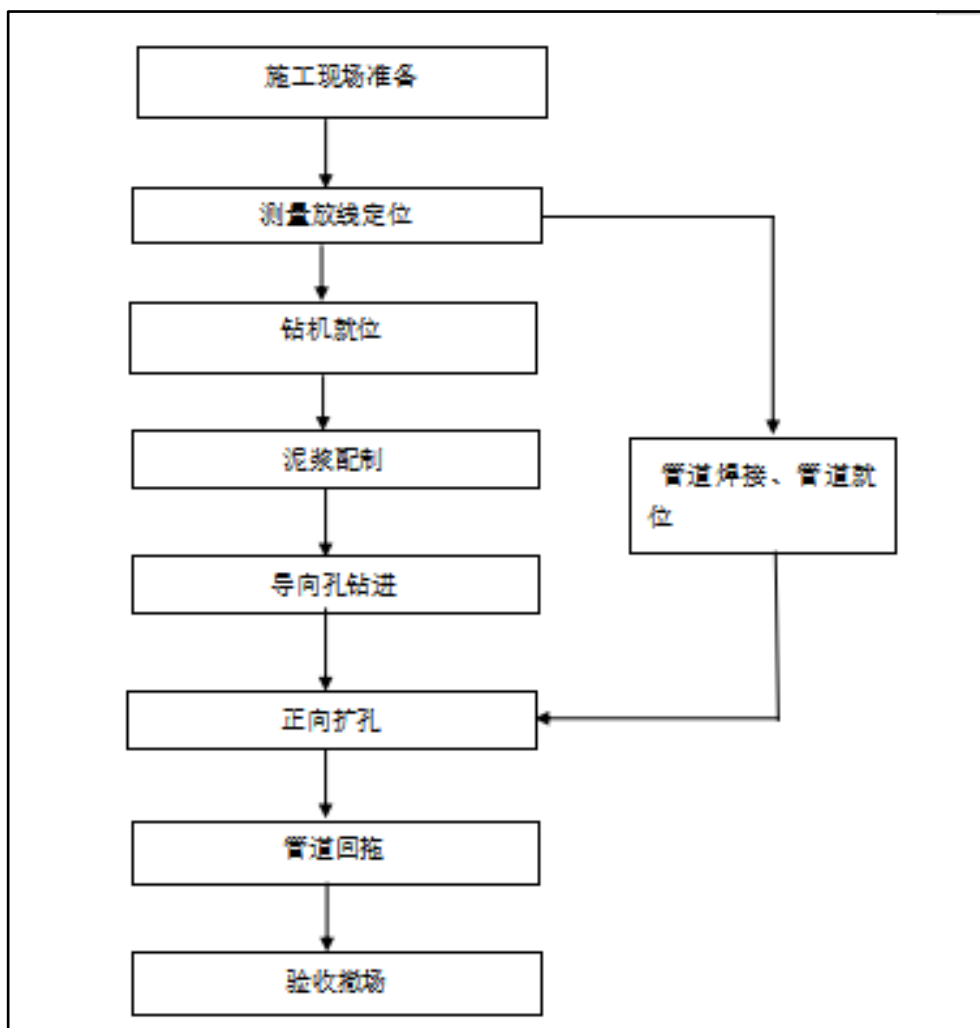 施工现场准备
测量放线定位
钻机就位
泥浆配制
管道焊接、管道就
位
导向孔钻进
正向扩孔
管道回拖
验收撤场